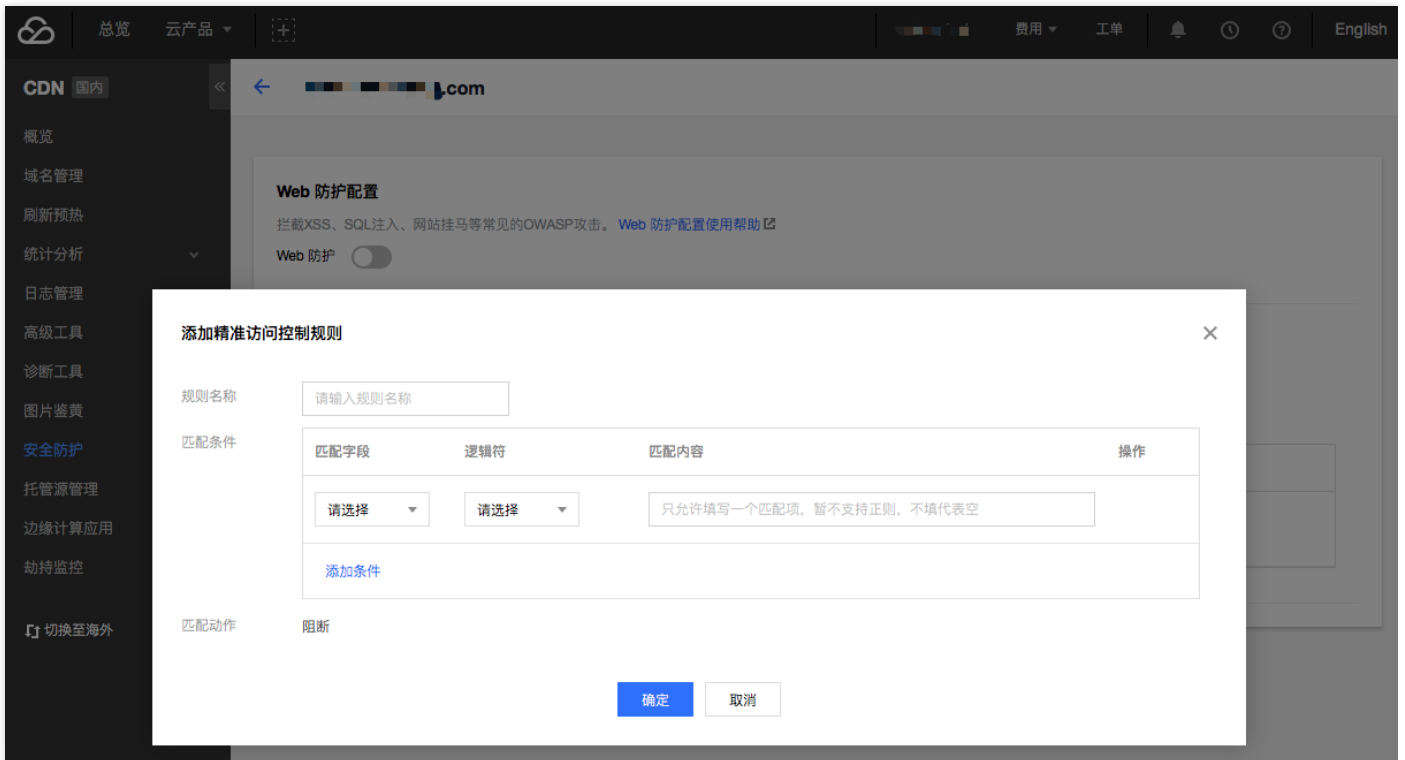 总览 云产品 费用 工单 English
CDN 国内
.com
概览
域名管理
刷新预热
统计分析
日志管理
高级工具
诊断工具
图片鉴黄
安全防护
托管源管理
边缘计算应用
劫持监控
切换至海外
Web 防护配置
拦截XSS、SQL注入、网站挂马等常见的OWASP攻击。 Web 防护配置使用帮助
Web 防护
添加精准访问控制规则
规则名称 请输入规则名称
匹配条件
匹配字段 逻辑符 匹配内容 操作
请选择 请选择 只允许填写一个匹配项，暂不支持正则，不填代表空
添加条件
匹配动作 阻断
确定 取消